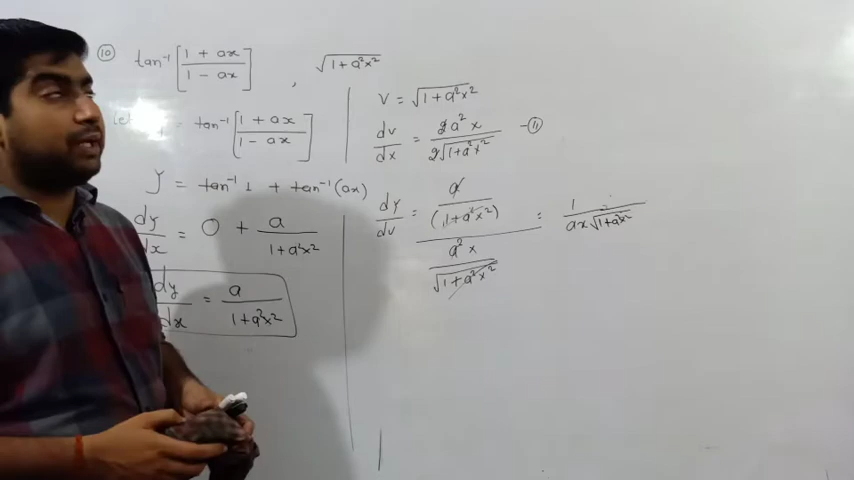 ⑩ tan⁻¹[(1 + ax)/(1 - ax)] , √(1+a²x²)
= tan⁻¹[(1 + ax)/(1 - ax)]
y = tan⁻¹ 1 + tan⁻¹(ax)
dy/dx = 0 + a/(1+a²x²)
dy/dx = a/(1+a²x²)
v = √(1+a²x²)
dv/dx = 2a²x/(2√(1+a²x²)) -⑪
dy/dv = (a/(1+a²x²))/(a²x/√(1+a²x²)) = 1/(ax√(1+a²x²))